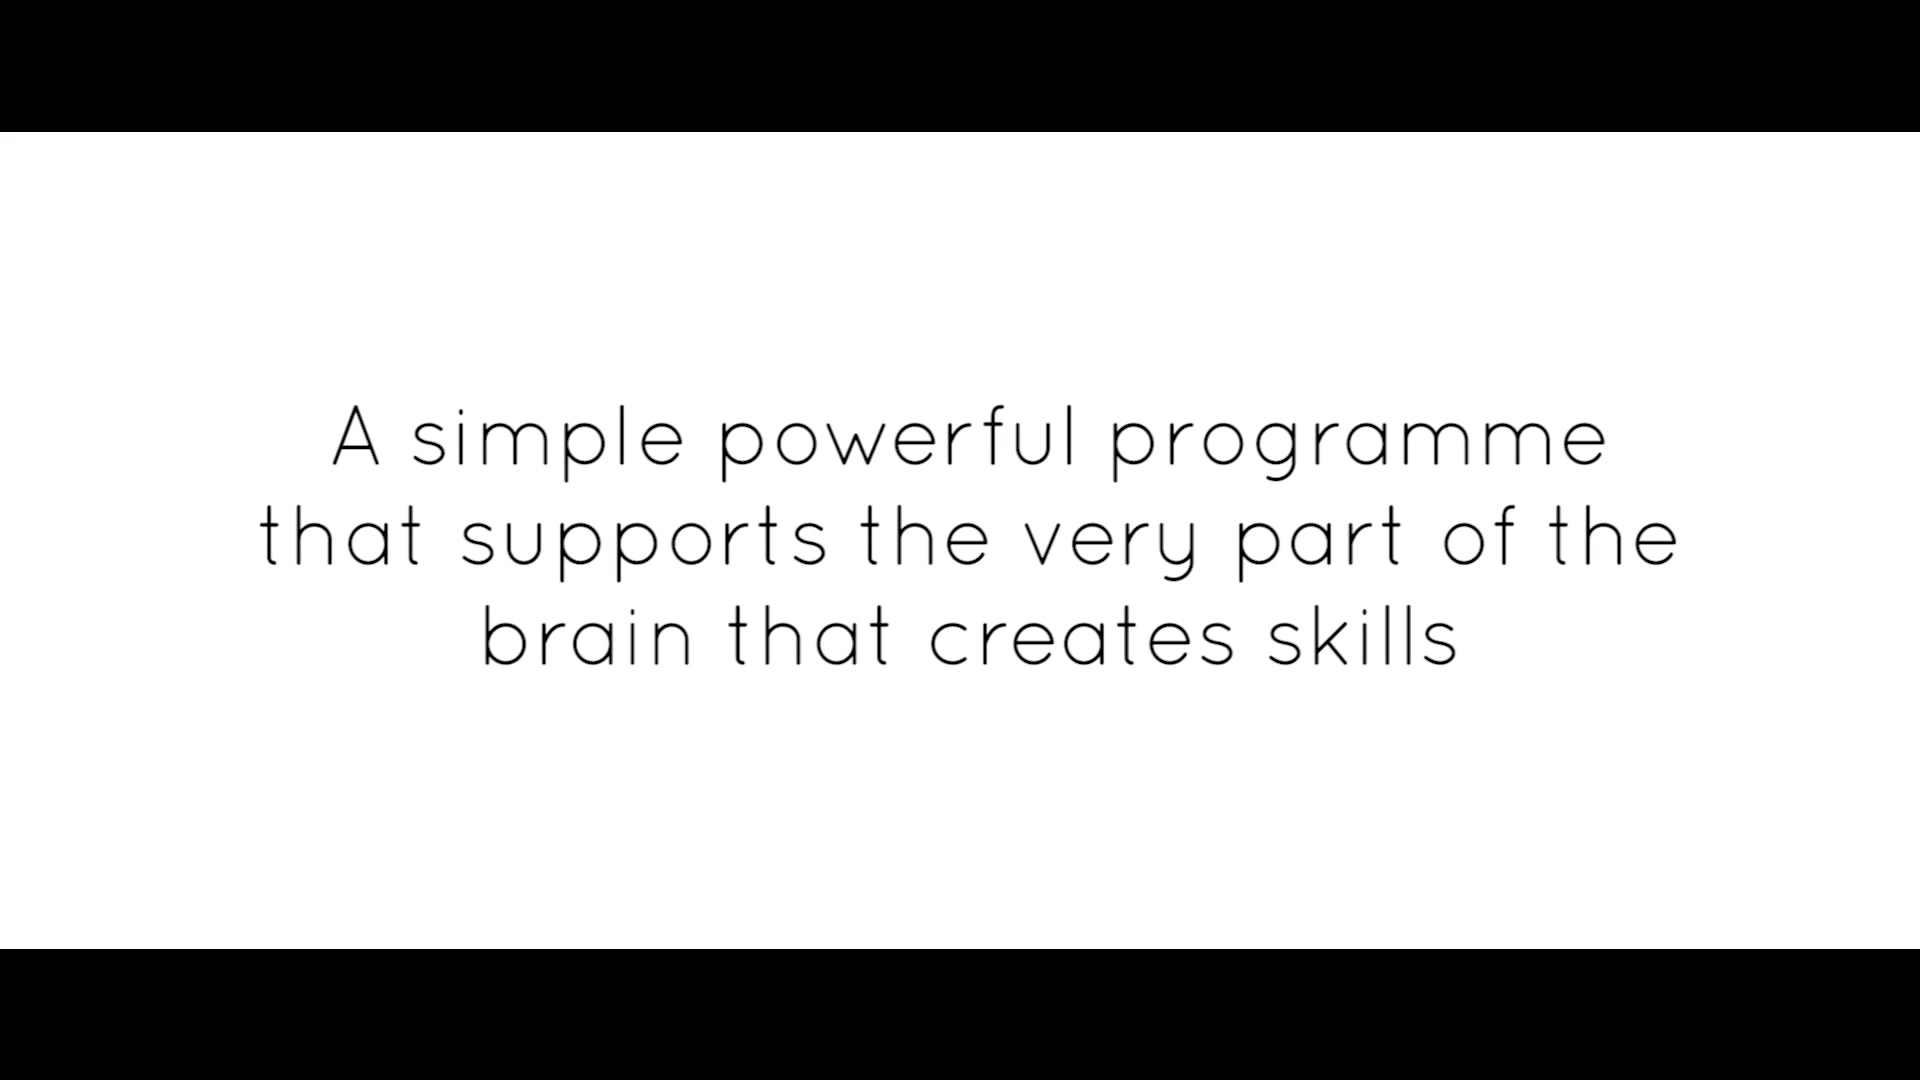 A simple powerful programme
that supports the very part of the
brain that creates skills